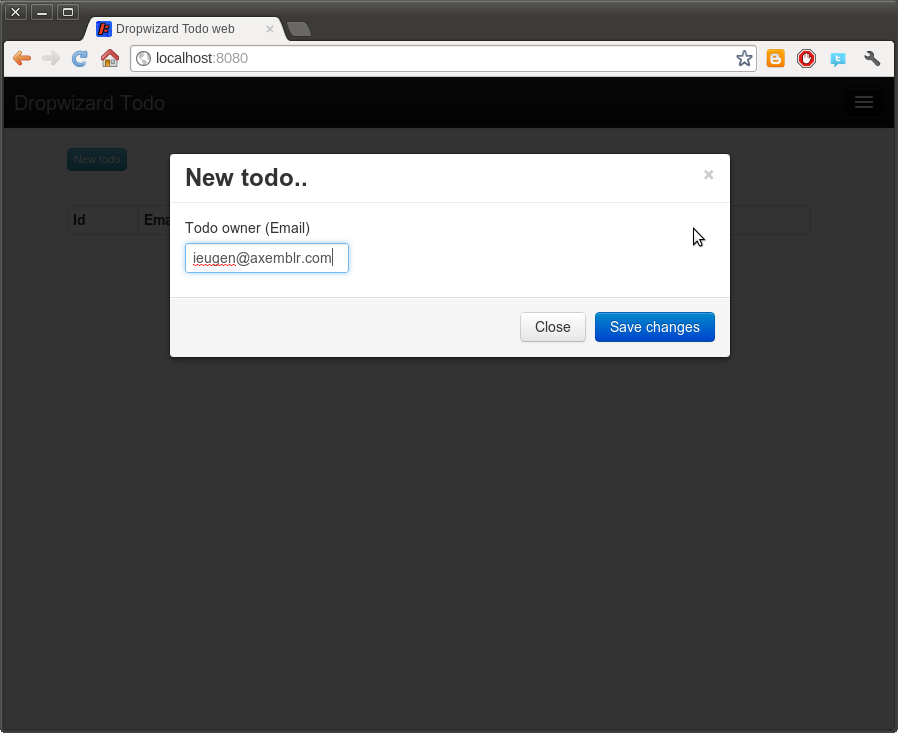 Dropwizard Todo web
localhost:8080
Dropwizard Todo
New todo
Id Ema
New todo.. ×
Todo owner (Email)
ieugen@axemblr.com
Close Save changes